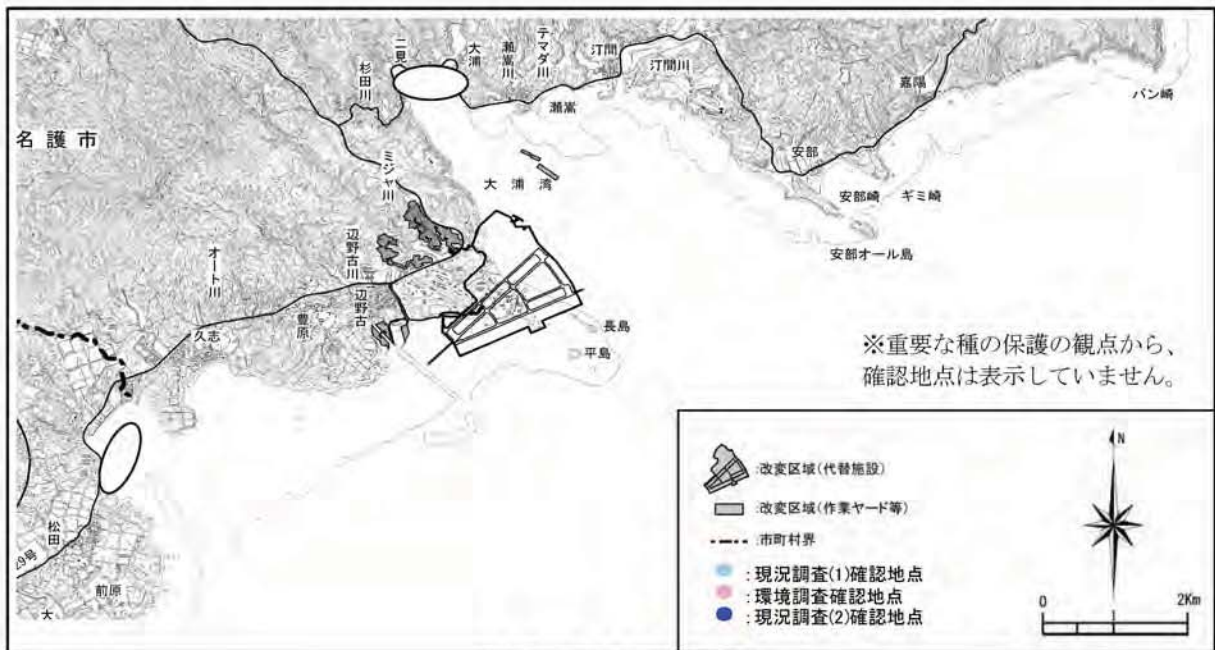 名護市
杉田川
二見
大浦
瀬嵩川
テマダ川
汀間
汀間川
瀬嵩
嘉陽
バン崎
安部
安部崎
ギミ崎
安部オール島
大浦湾
ミジャ川
辺野古川
辺野古
オート川
久志
豊原
長島
平島
松田
29号
前原
大
※重要な種の保護の観点から、
確認地点は表示していません。
:改変区域(代替施設)
:改変区域(作業ヤード等)
:市町村界
:現況調査(1)確認地点
:環境調査確認地点
:現況調査(2)確認地点
N
0 2Km